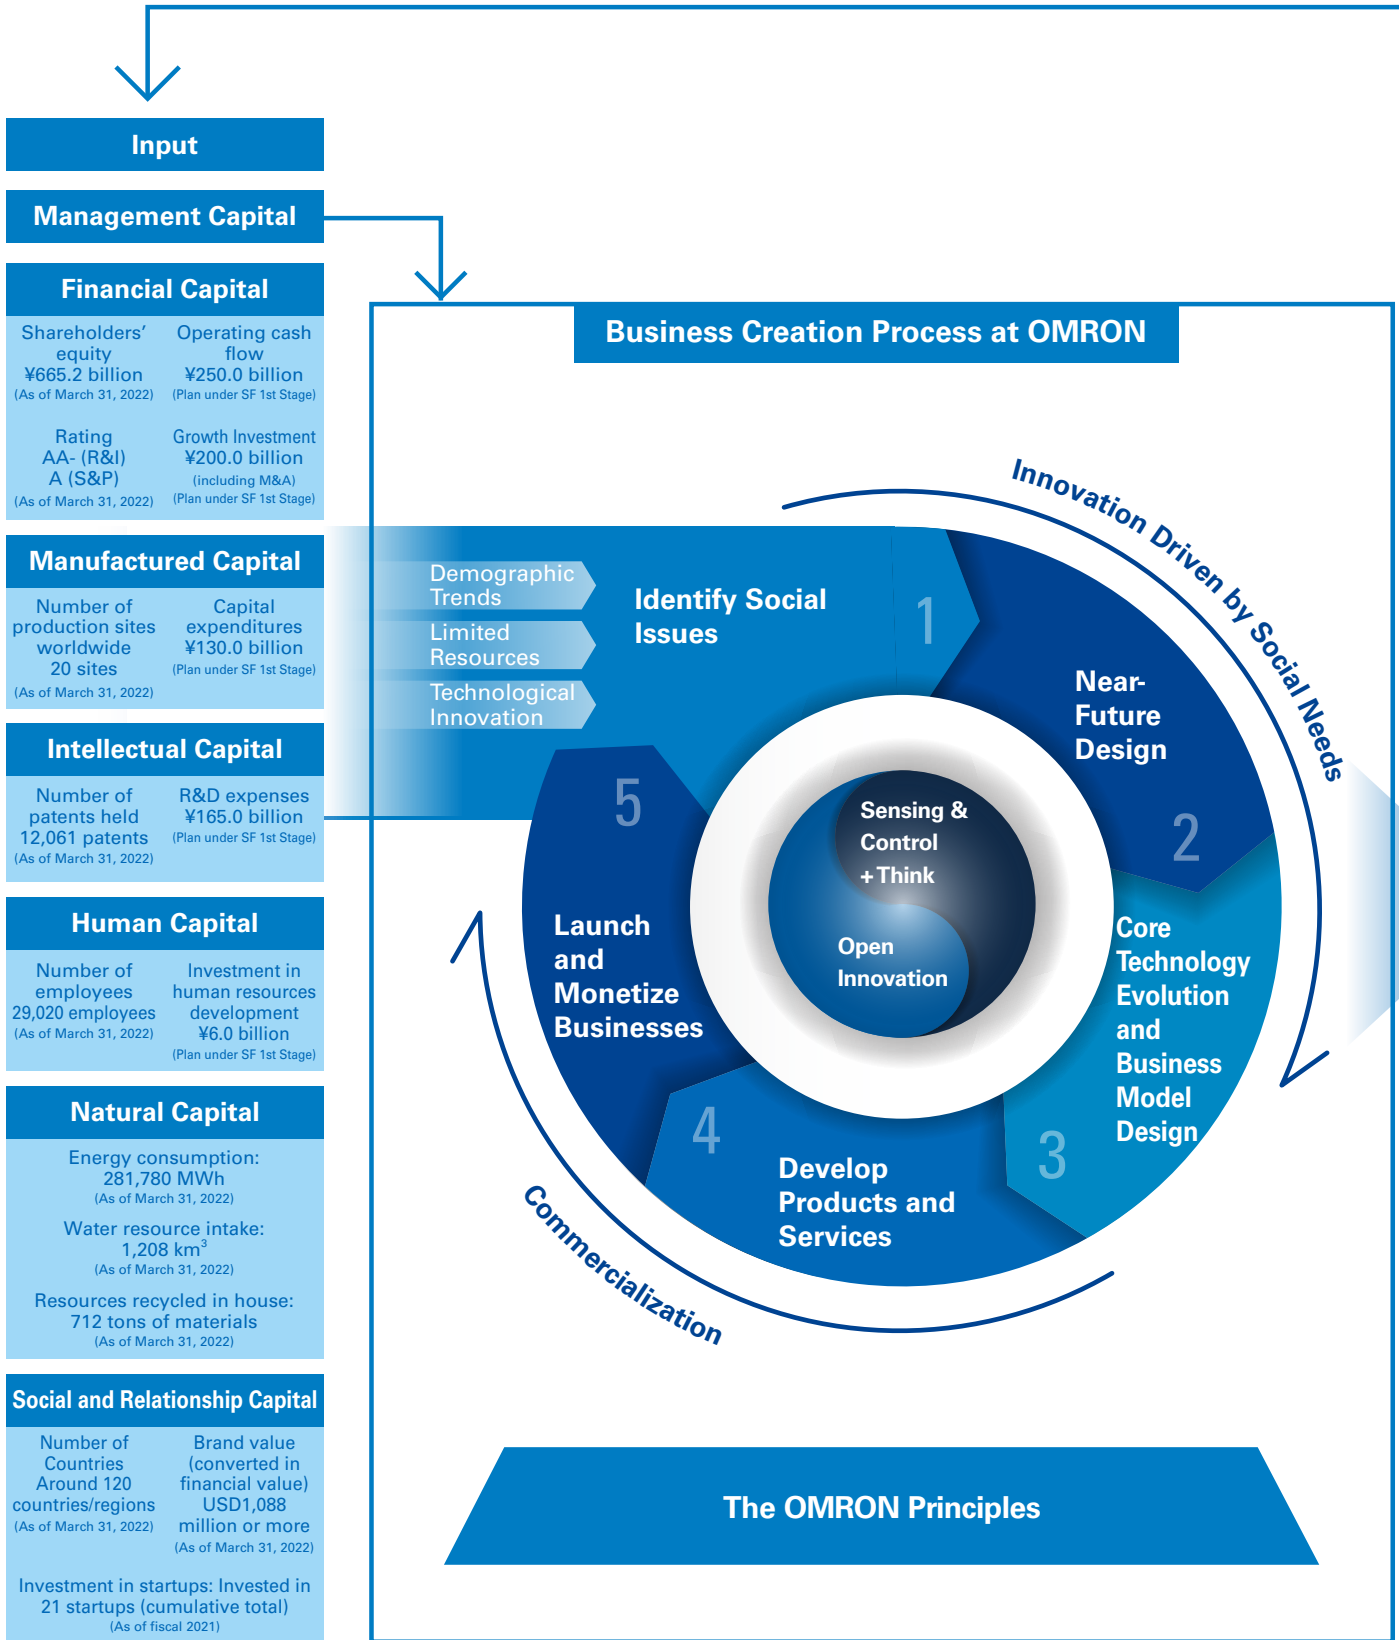 Input
Management Capital
Financial Capital
Shareholders’
equity
¥665.2 billion
(As of March 31, 2022)
Operating cash
flow
¥250.0 billion
(Plan under SF 1st Stage)
Rating
AA- (R&I)
A (S&P)
(As of March 31, 2022)
Growth Investment
¥200.0 billion
(including M&A)
(Plan under SF 1st Stage)
Manufactured Capital
Number of
production sites
worldwide
20 sites
(As of March 31, 2022)
Capital
expenditures
¥130.0 billion
(Plan under SF 1st Stage)
Intellectual Capital
Number of
patents held
12,061 patents
(As of March 31, 2022)
R&D expenses
¥165.0 billion
(Plan under SF 1st Stage)
Human Capital
Number of
employees
29,020 employees
(As of March 31, 2022)
Investment in
human resources
development
¥6.0 billion
(Plan under SF 1st Stage)
Natural Capital
Energy consumption:
281,780 MWh
(As of March 31, 2022)
Water resource intake:
1,208 km³
(As of March 31, 2022)
Resources recycled in house:
712 tons of materials
(As of March 31, 2022)
Social and Relationship Capital
Number of
Countries
Around 120
countries/regions
(As of March 31, 2022)
Brand value
(converted in
financial value)
USD1,088
million or more
(As of March 31, 2022)
Investment in startups: Invested in
21 startups (cumulative total)
(As of fiscal 2021)
Business Creation Process at OMRON
Innovation Driven by Social Needs
Demographic
Trends
Limited
Resources
Technological
Innovation
Identify Social
Issues
1
Near-
Future
Design
2
Core
Technology
Evolution
and
Business
Model
Design
3
Develop
Products and
Services
4
Launch
and
Monetize
Businesses
5
Sensing &
Control
+ Think
Open
Innovation
Commercialization
The OMRON Principles